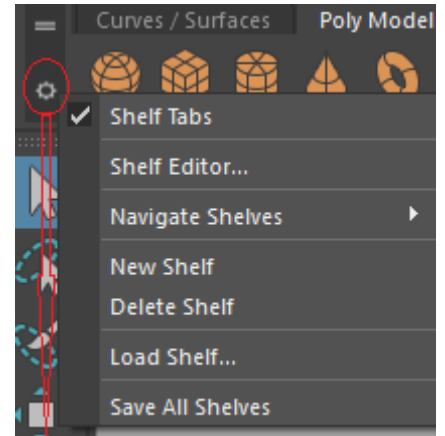 Curves / Surfaces Poly Model
Shelf Tabs
Shelf Editor...
Navigate Shelves
New Shelf
Delete Shelf
Load Shelf...
Save All Shelves